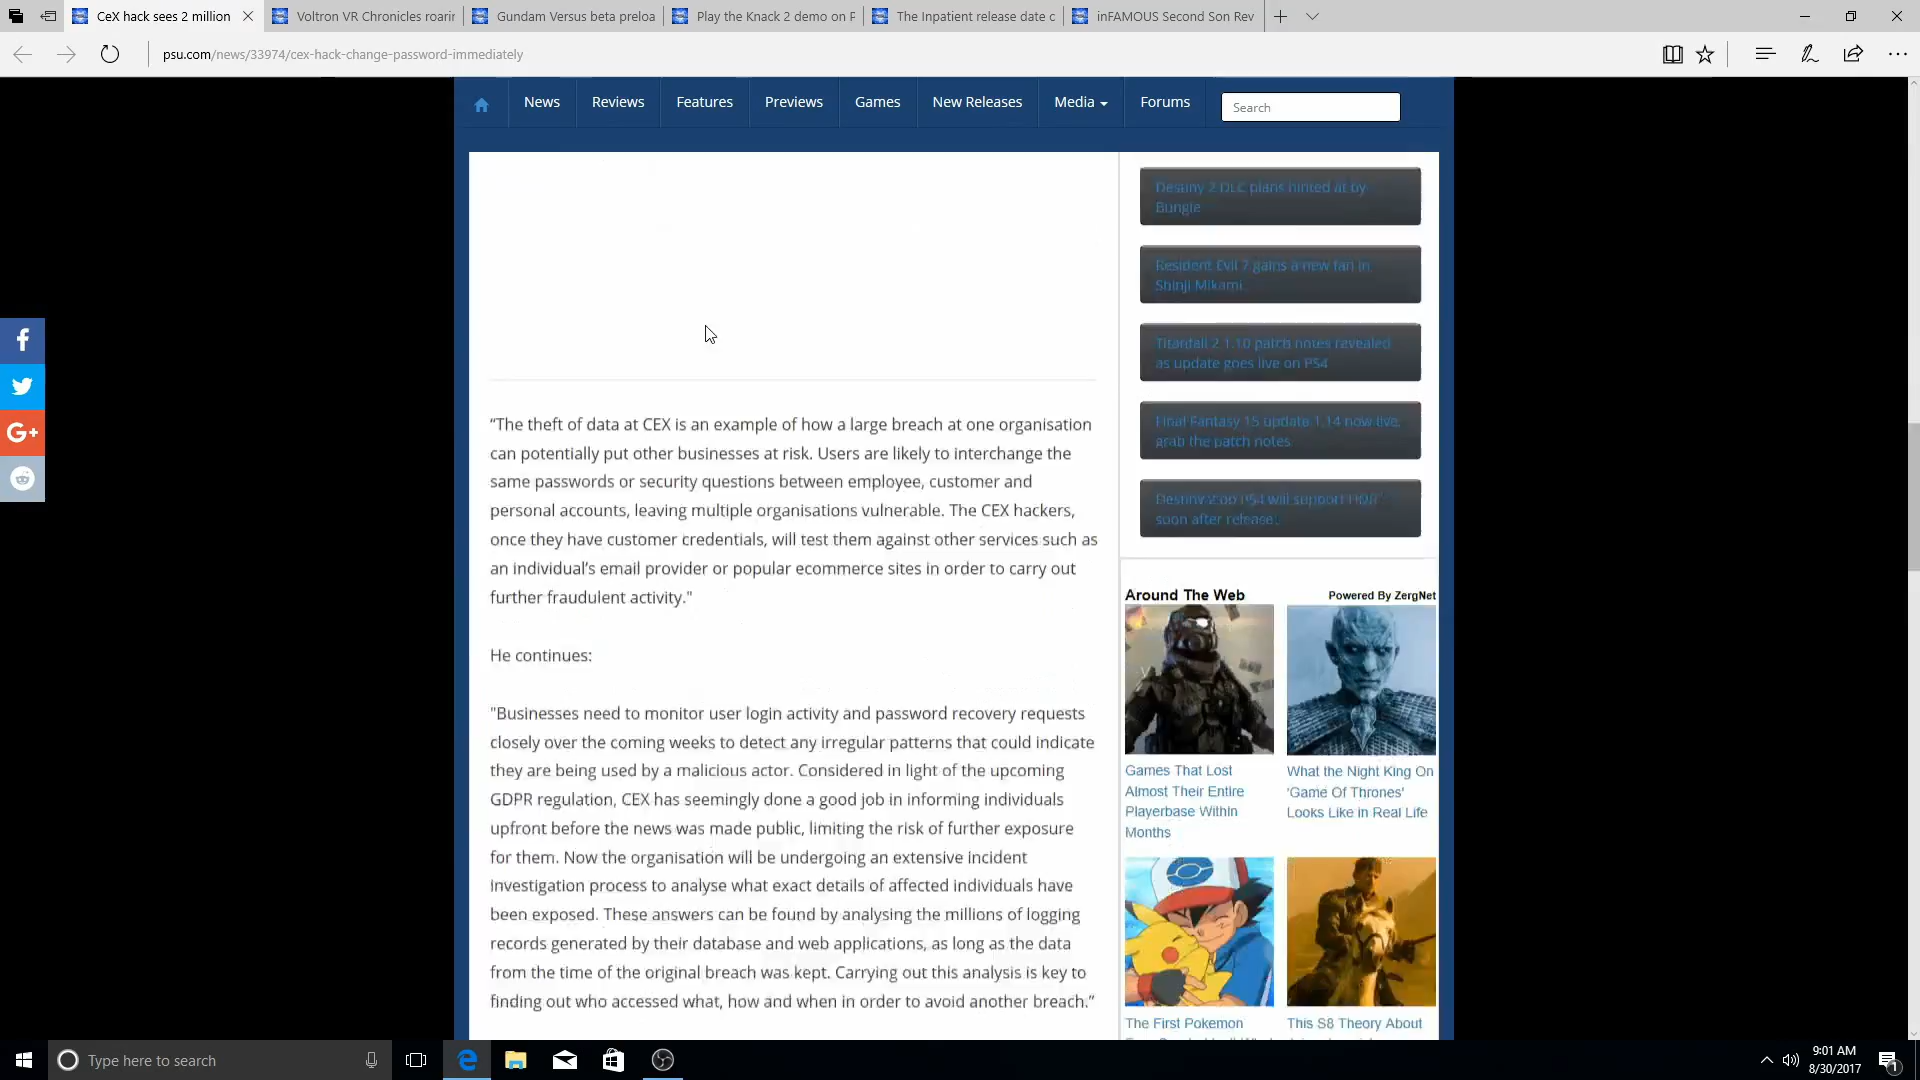 CeX hack sees 2 million
Voltron VR Chronicles roarin
Gundam Versus beta preloa
Play the Knack 2 demo on P
The Inpatient release date c
inFAMOUS Second Son Rev
psu.com/news/33974/cex-hack-change-password-immediately
News
Reviews
Features
Previews
Games
New Releases
Media
Forums
Search
Destiny 2 DLC plans hinted at by
Bungie
Resident Evil 7 gains a new fan in
Shinji Mikami
Titanfall 2 1.10 patch notes revealed
as update goes live on PS4
Final Fantasy 15 update 1.14 now live,
grab the patch notes
Destiny 2 on PS4 will support HDR
soon after release
“The theft of data at CEX is an example of how a large breach at one organisation
can potentially put other businesses at risk. Users are likely to interchange the
same passwords or security questions between employee, customer and
personal accounts, leaving multiple organisations vulnerable. The CEX hackers,
once they have customer credentials, will test them against other services such as
an individual’s email provider or popular ecommerce sites in order to carry out
further fraudulent activity."
He continues:
"Businesses need to monitor user login activity and password recovery requests
closely over the coming weeks to detect any irregular patterns that could indicate
they are being used by a malicious actor. Considered in light of the upcoming
GDPR regulation, CEX has seemingly done a good job in informing individuals
upfront before the news was made public, limiting the risk of further exposure
for them. Now the organisation will be undergoing an extensive incident
investigation process to analyse what exact details of affected individuals have
been exposed. These answers can be found by analysing the millions of logging
records generated by their database and web applications, as long as the data
from the time of the original breach was kept. Carrying out this analysis is key to
finding out who accessed what, how and when in order to avoid another breach.”
Around The Web
Powered By ZergNet
Games That Lost
Almost Their Entire
Playerbase Within
Months
What the Night King On
'Game Of Thrones'
Looks Like in Real Life
The First Pokemon
This S8 Theory About
Type here to search
9:01 AM
8/30/2017
1